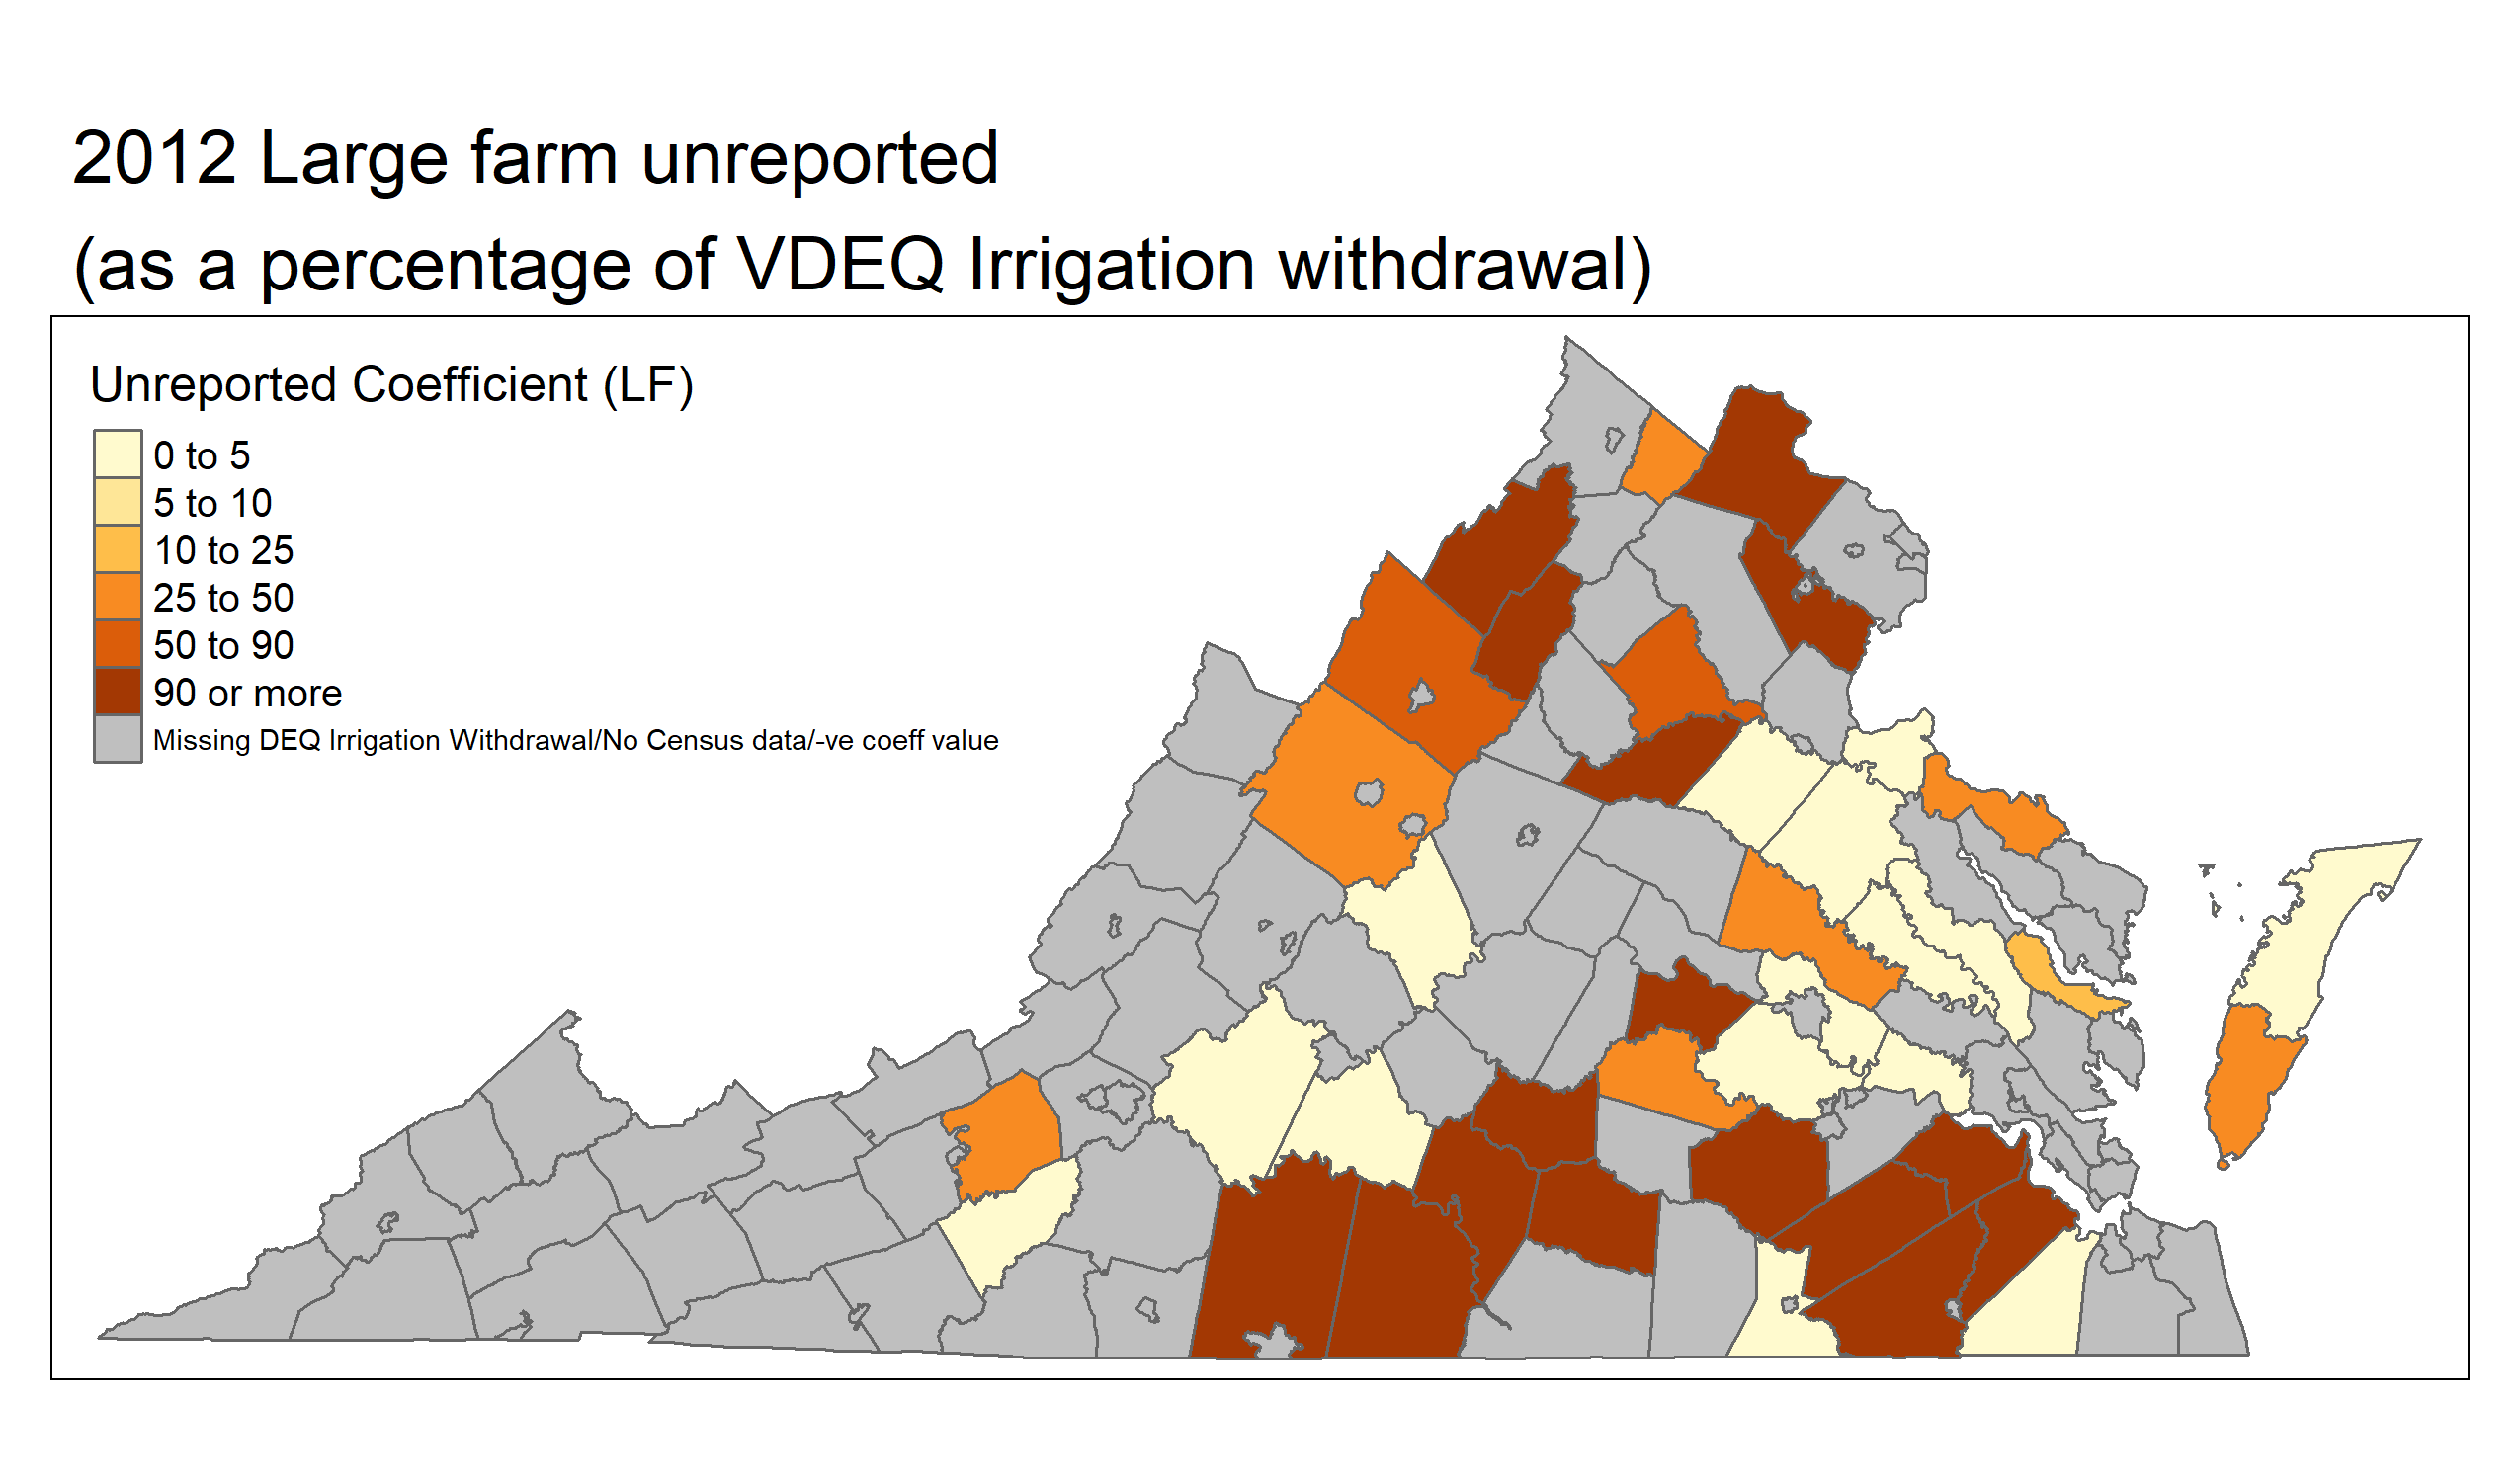 2012 Large farm unreported
(as a percentage of VDEQ Irrigation withdrawal)
Unreported Coefficient (LF)
0 to 5
5 to 10
10 to 25
25 to 50
50 to 90
90 or more
Missing DEQ Irrigation Withdrawal/No Census data/-ve coeff value